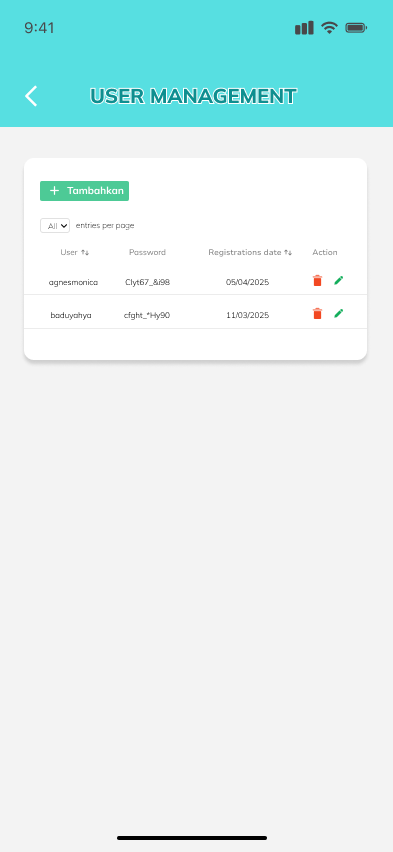 9:41
USER MANAGEMENT
+ Tambahkan
All entries per page
User Password Registrations date Action
agnesmonica Clyt67_&i98 05/04/2025
baduyahya cfght_*Hy90 11/03/2025